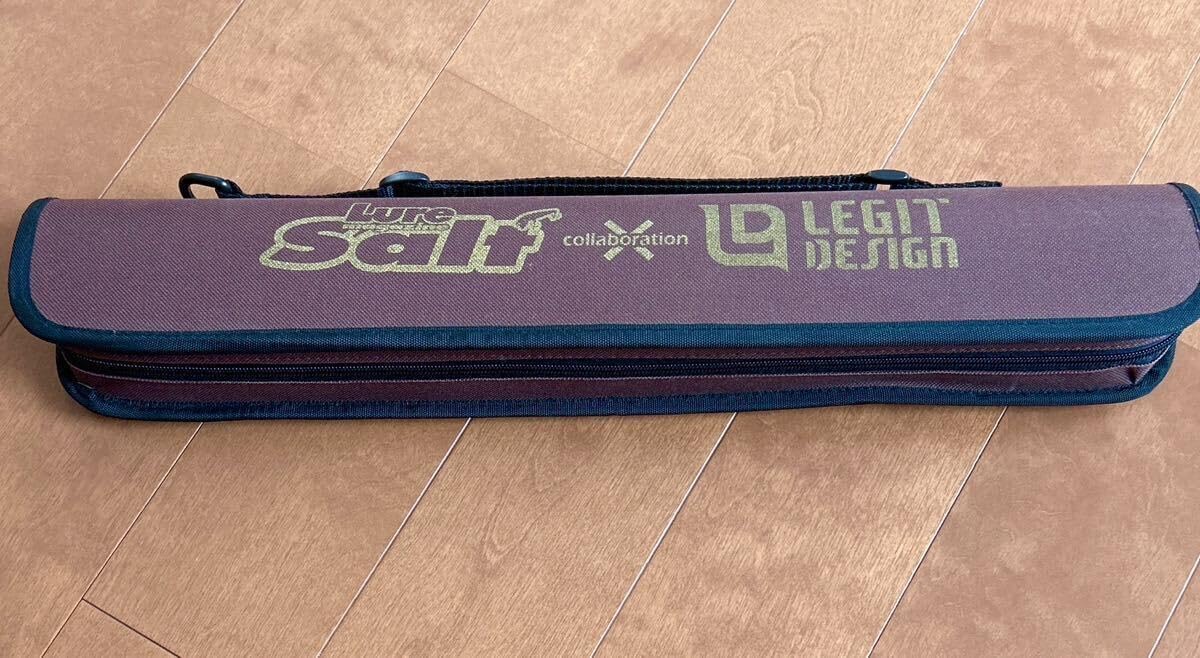 Lure
magazine
Salt
collaboration
LEGIT
DESIGN